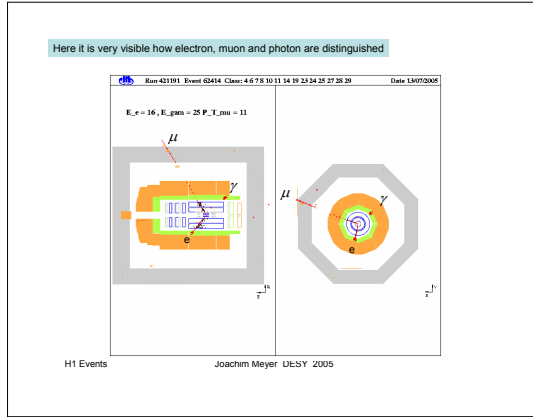 Here it is very visible how electron, muon and photon are distinguished
Run 421191 Event 62414 Class: 4 6 7 8 10 11 14 19 23 24 25 27 28 29 Date 13/07/2005
E_e = 16 , E_gam = 25 P_T_mu = 11
μ
γ
e
μ
γ
e
H1 Events Joachim Meyer DESY 2005